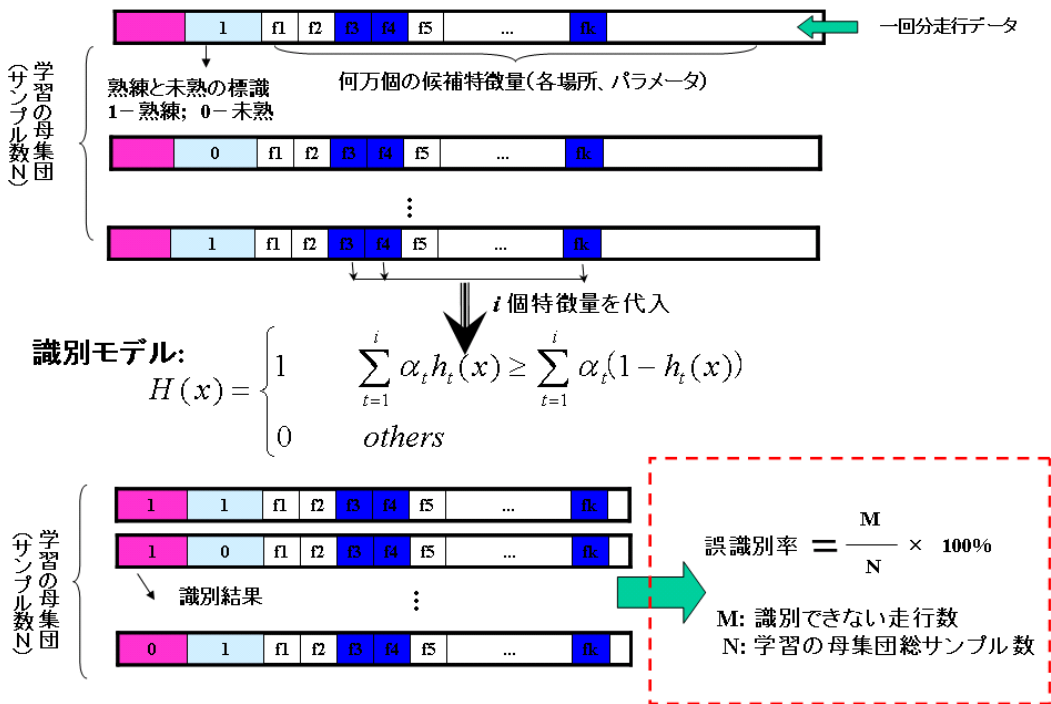 1 f1 f2 f3 f4 f5 ... fk
一回分走行データ
熟練と未熟の標識
1－熟練; 0－未熟
何万個の候補特徴量(各場所、パラメータ)
学習の母集団
(サンプル数N)
0 f1 f2 f3 f4 f5 ... fk
⋮
1 f1 f2 f3 f4 f5 ... fk
i 個特徴量を代入
識別モデル:
H(x) = { 1 \sum_{t=1}^{i} α_t h_t(x) ≥ \sum_{t=1}^{i} α_t(1 − h_t(x))
0 others
学習の母集団
(サンプル数N)
1 1 f1 f2 f3 f4 f5 ... fk
1 0 f1 f2 f3 f4 f5 ... fk
識別結果
⋮
0 1 f1 f2 f3 f4 f5 ... fk
誤識別率 = M/N × 100%
M: 識別できない走行数
N: 学習の母集団総サンプル数